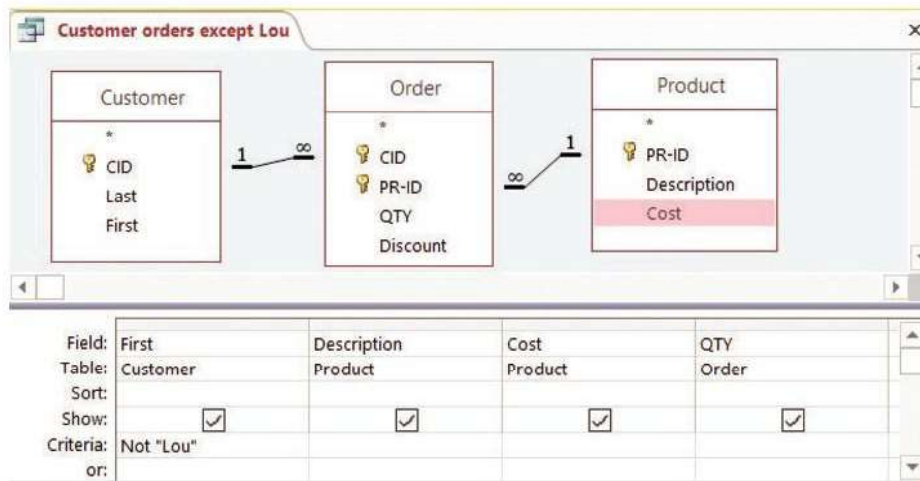 Customer orders except Lou
Customer
*
CID
Last
First
1 ∞
Order
*
CID
PR-ID
QTY
Discount
∞ 1
Product
*
PR-ID
Description
Cost
Field: First Description Cost QTY
Table: Customer Product Product Order
Sort:
Show:
Criteria: Not "Lou"
or: